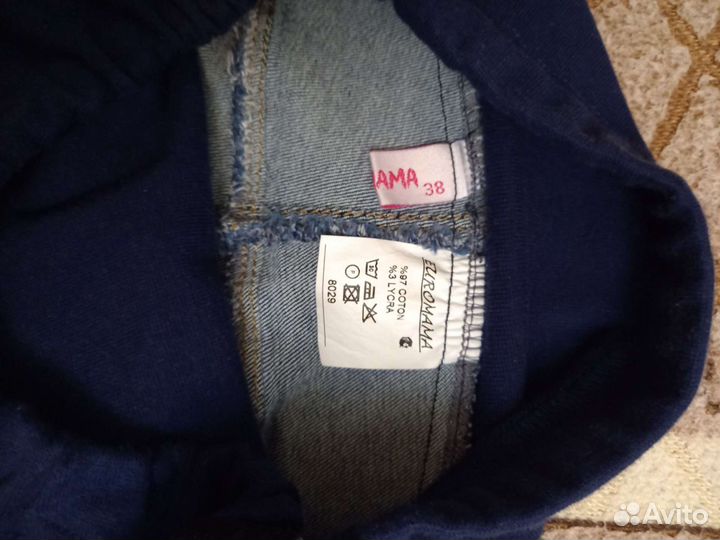 AMA
38
EUROMAMA
%97 COTON
%3 LYCRA
8029
Avito